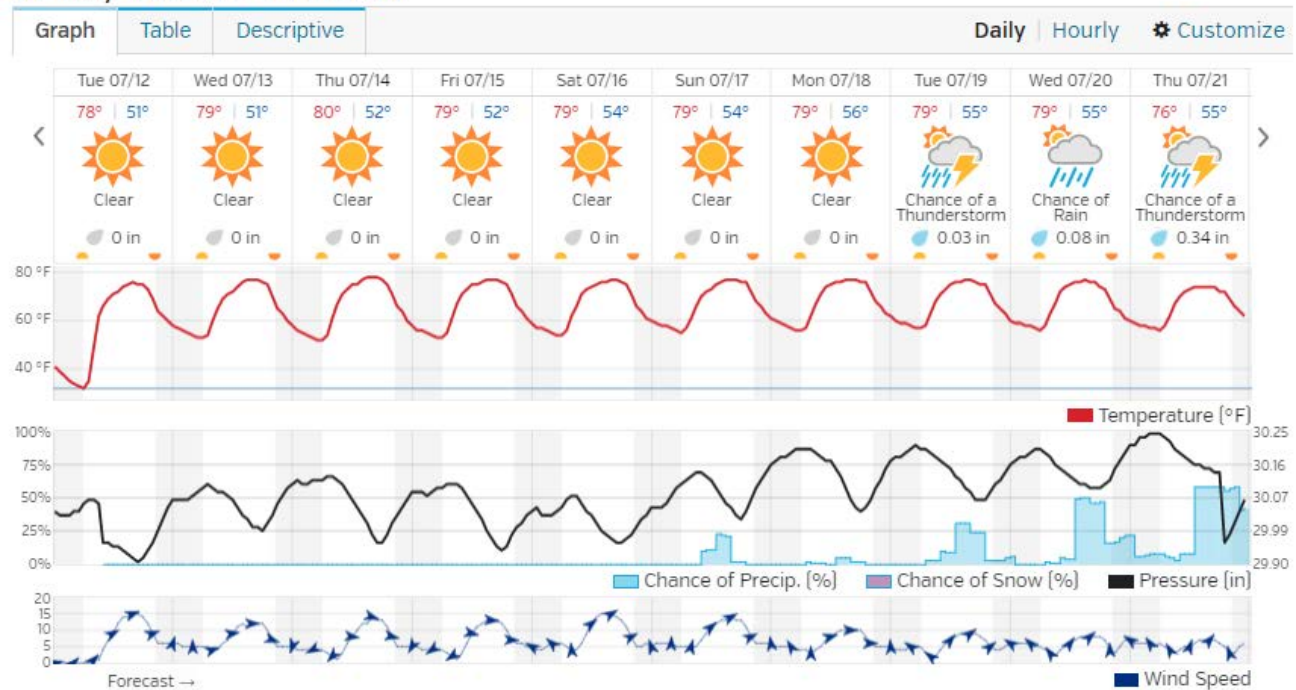 Graph Table Descriptive Daily Hourly Customize
Tue 07/12 Wed 07/13 Thu 07/14 Fri 07/15 Sat 07/16 Sun 07/17 Mon 07/18 Tue 07/19 Wed 07/20 Thu 07/21
78° | 51° 79° | 51° 80° | 52° 79° | 52° 79° | 54° 79° | 54° 79° | 56° 79° | 55° 79° | 55° 76° | 55°
Clear Clear Clear Clear Clear Clear Clear Chance of a Chance of Chance of a
Thunderstorm Rain Thunderstorm
0 in 0 in 0 in 0 in 0 in 0 in 0 in 0.03 in 0.08 in 0.34 in
80 °F
60 °F
40 °F
Temperature (°F)
100% 30.25
75% 30.16
50% 30.07
25% 29.99
0% 29.90
Chance of Precip. (%) Chance of Snow (%) Pressure (in)
20
15
10
5
0
Forecast → Wind Speed